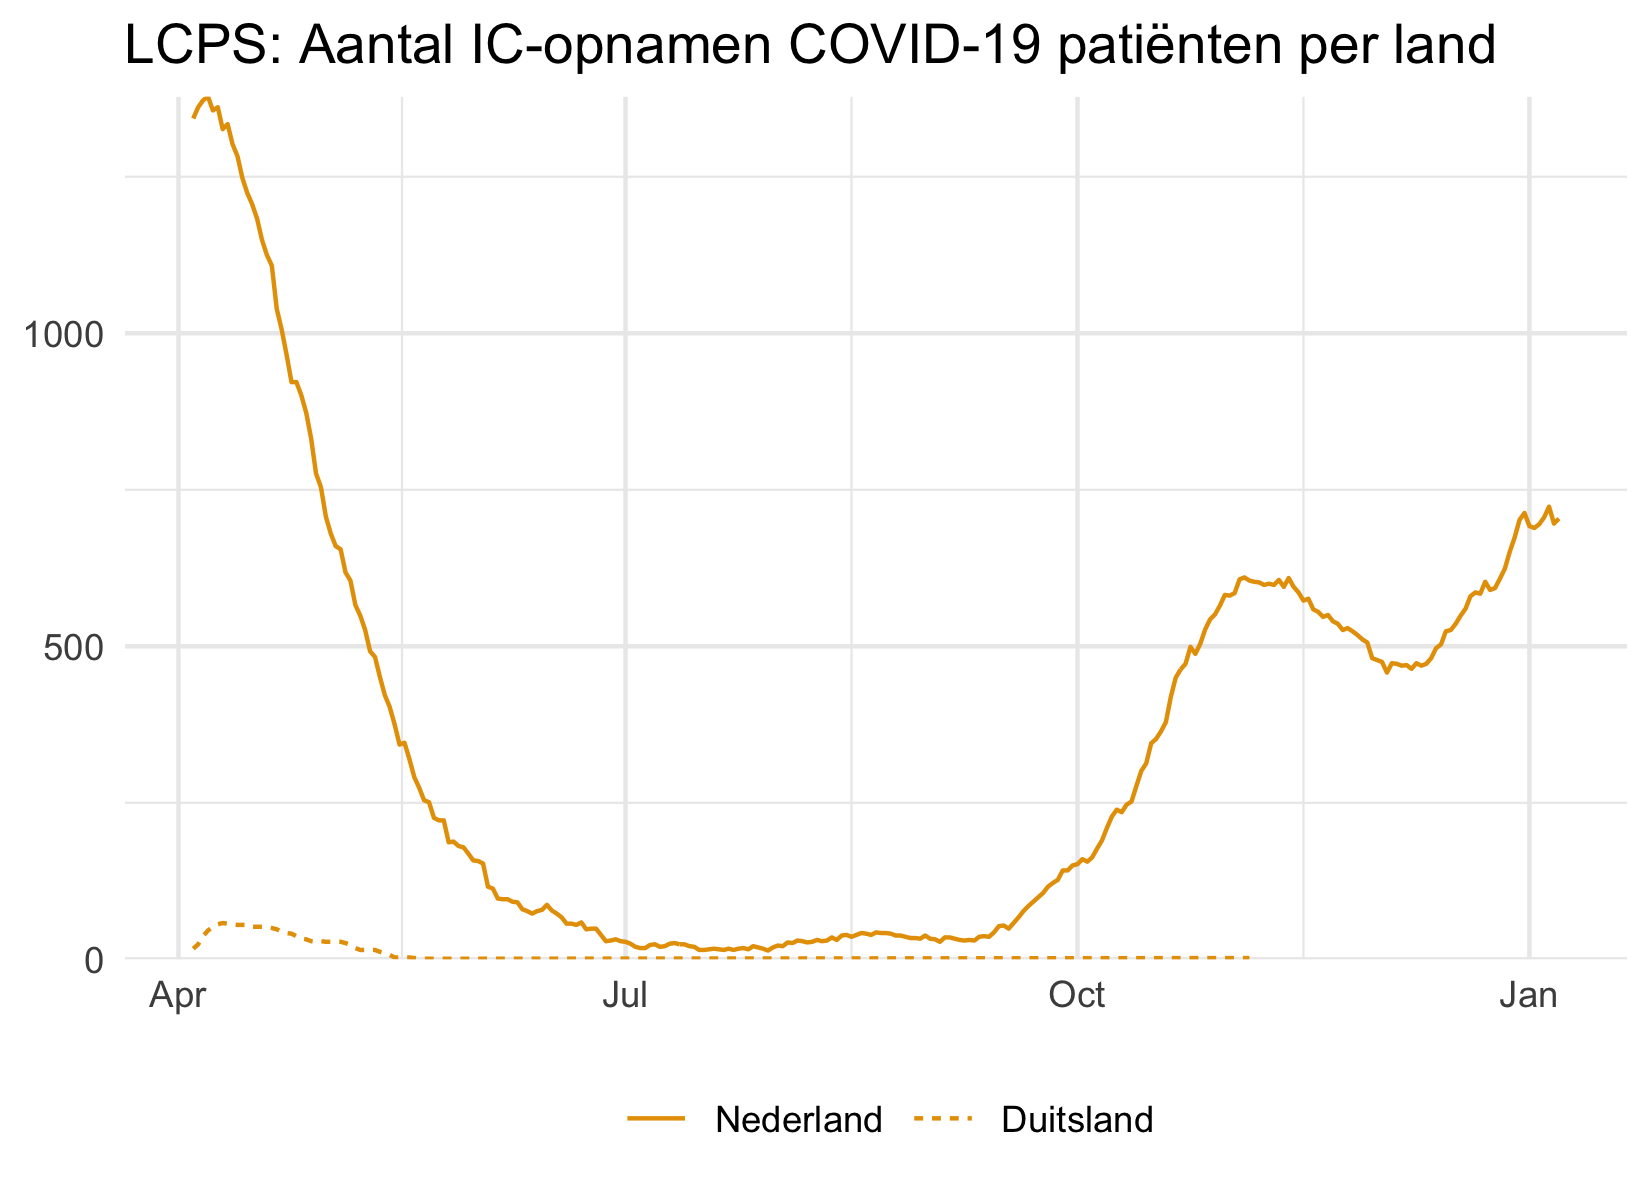 LCPS: Aantal IC-opnamen COVID-19 patiënten per land
1000
500
0
Apr Jul Oct Jan
Nederland Duitsland